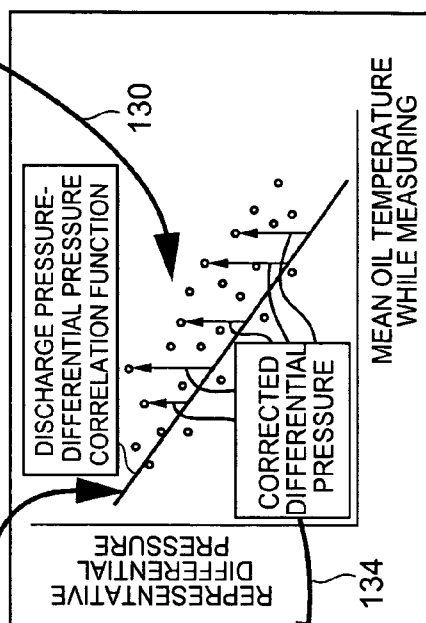 130
DISCHARGE PRESSURE-
DIFFERENTIAL PRESSURE
CORRELATION FUNCTION
CORRECTED
DIFFERENTIAL
PRESSURE
REPRESENTATIVE
DIFFERENTIAL
PRESSURE
MEAN OIL TEMPERATURE
WHILE MEASURING
134